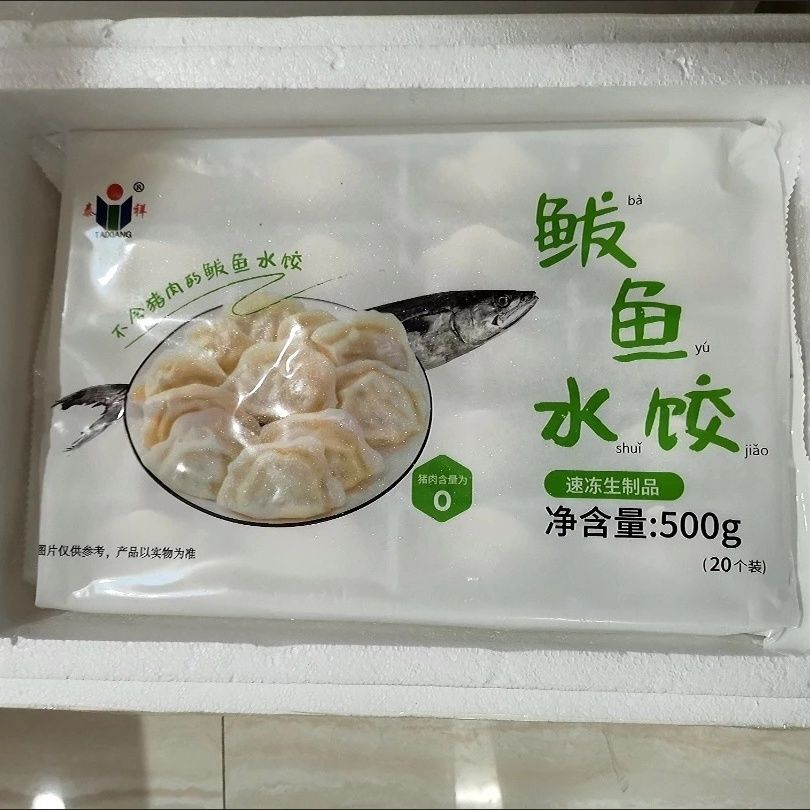 泰祥®
TAIXIANG
不含猪肉的鲅鱼水饺
鲅 bà
鱼 yú
水饺
shuǐ jiǎo
速冻生制品
净含量:500g
(20个装)
猪肉含量为
0
图片仅供参考，产品以实物为准